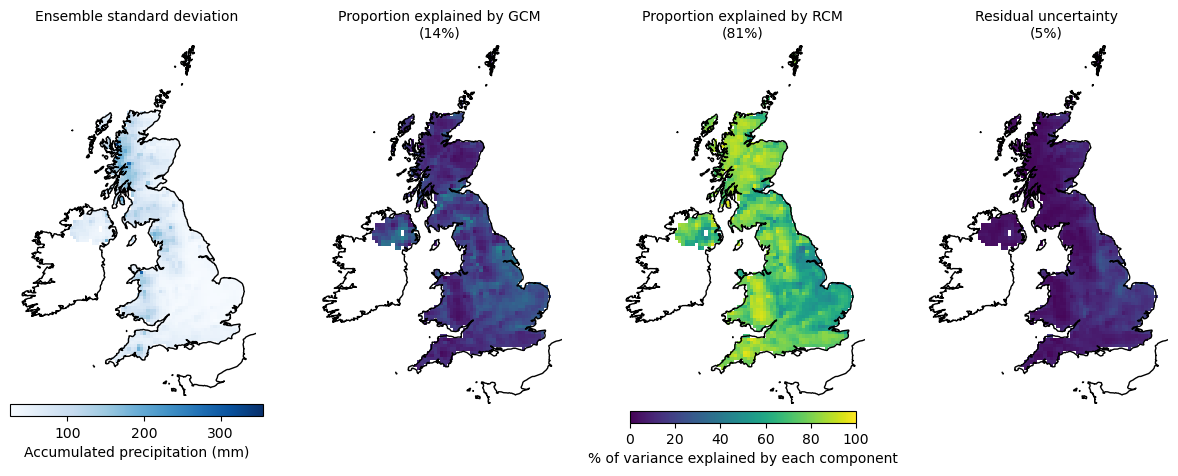 Ensemble standard deviation
Proportion explained by GCM
(14%)
Proportion explained by RCM
(81%)
Residual uncertainty
(5%)
100 200 300
Accumulated precipitation (mm)
0 20 40 60 80 100
% of variance explained by each component